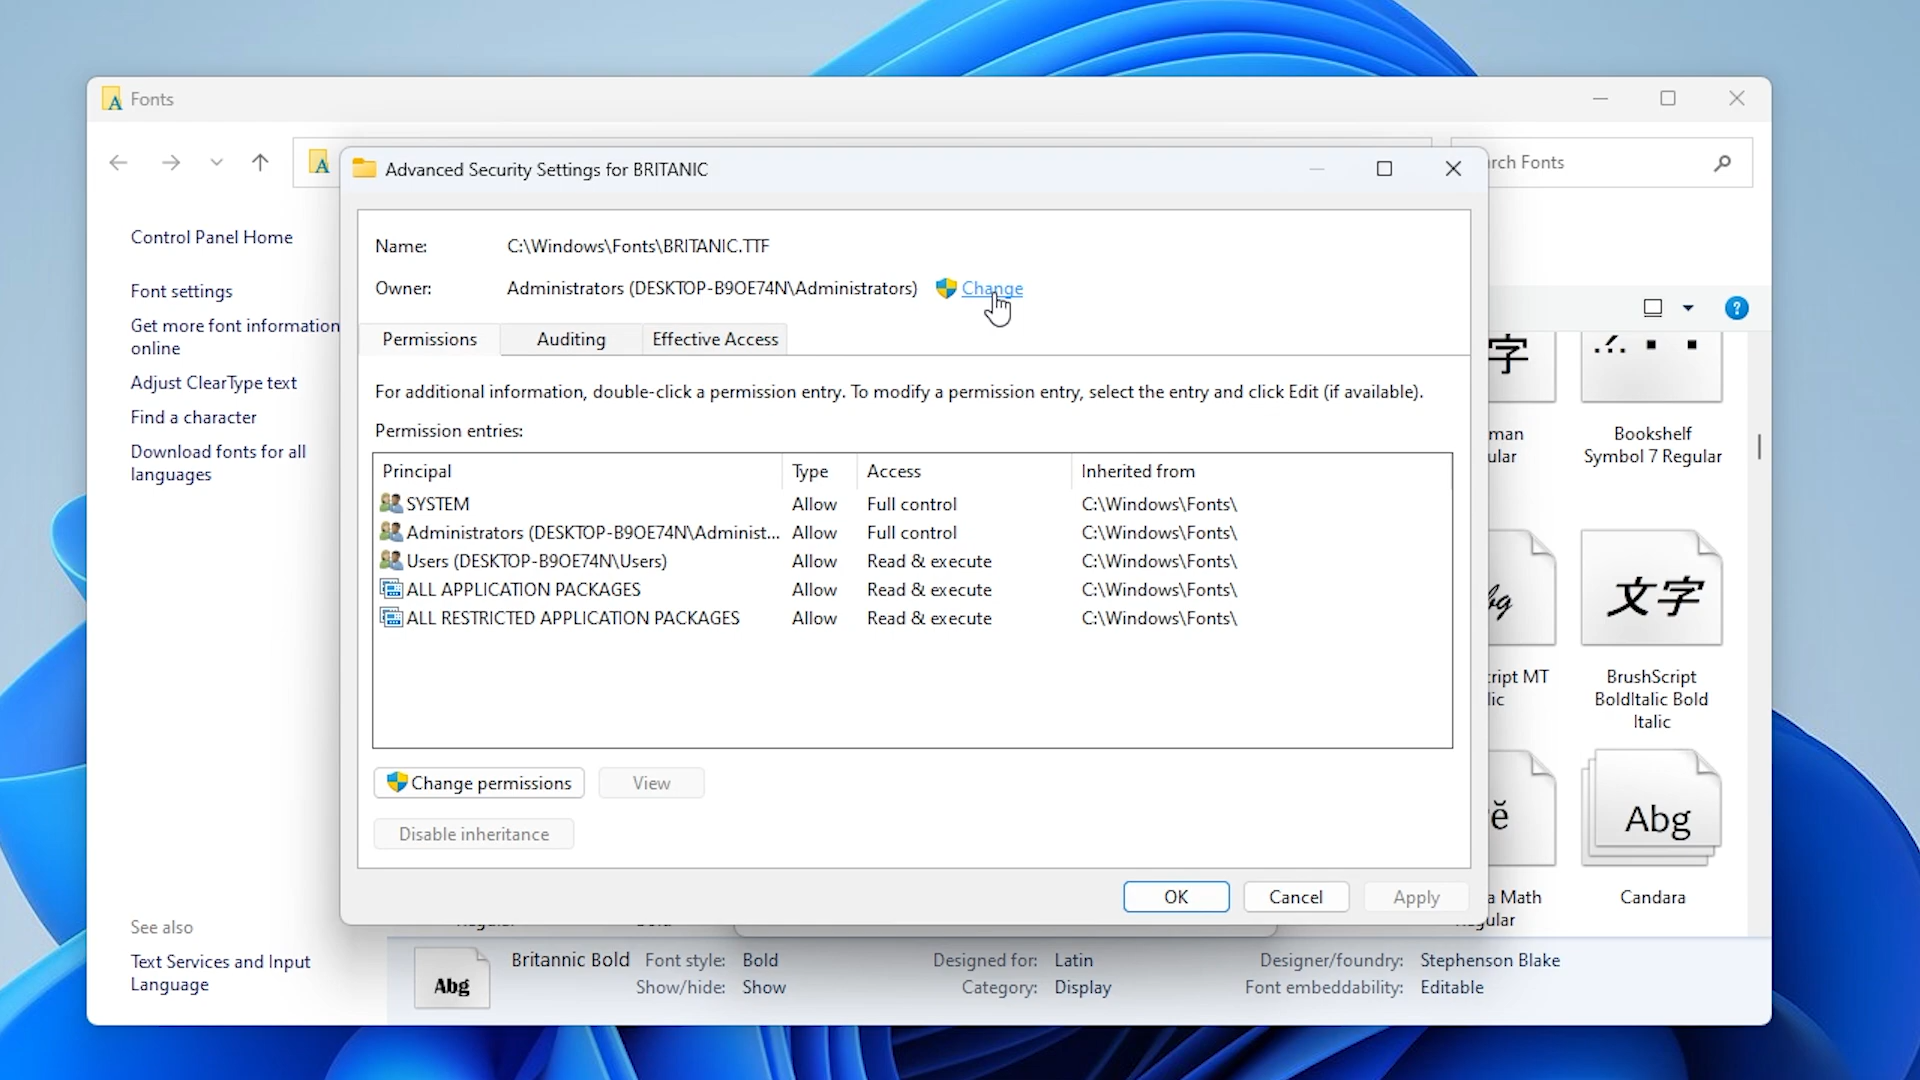 Fonts
Advanced Security Settings for BRITANIC
rch Fonts
Name: C:\Windows\Fonts\BRITANIC.TTF
Owner: Administrators (DESKTOP-B9OE74N\Administrators) Change
Permissions Auditing Effective Access
For additional information, double-click a permission entry. To modify a permission entry, select the entry and click Edit (if available).
Permission entries:
Principal Type Access Inherited from
SYSTEM Allow Full control C:\Windows\Fonts\
Administrators (DESKTOP-B9OE74N\Administ... Allow Full control C:\Windows\Fonts\
Users (DESKTOP-B9OE74N\Users) Allow Read & execute C:\Windows\Fonts\
ALL APPLICATION PACKAGES Allow Read & execute C:\Windows\Fonts\
ALL RESTRICTED APPLICATION PACKAGES Allow Read & execute C:\Windows\Fonts\
Change permissions View
Disable inheritance
OK Cancel Apply
Control Panel Home
Font settings
Get more font information
online
Adjust ClearType text
Find a character
Download fonts for all
languages
See also
Text Services and Input
Language
字
man
ular
Bookshelf
Symbol 7 Regular
文字
ript MT
lic
BrushScript
BoldItalic Bold
Italic
ě
Abg
a Math
gular
Candara
Abg
Britannic Bold Font style: Bold Designed for: Latin Designer/foundry: Stephenson Blake
Show/hide: Show Category: Display Font embeddability: Editable